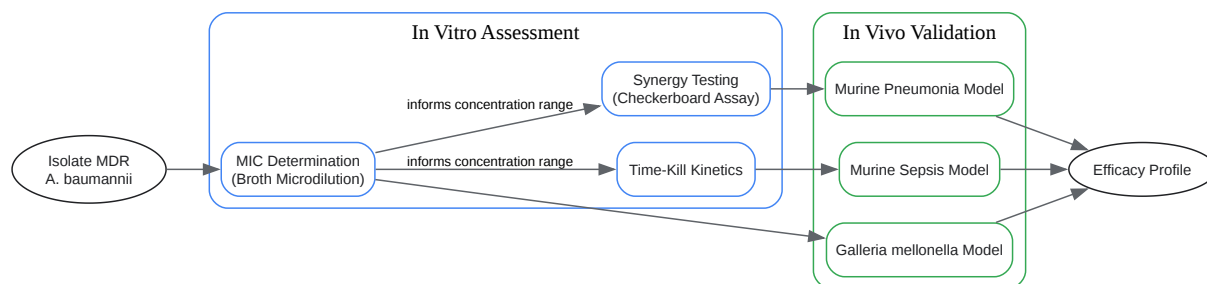 In Vitro Assessment
In Vivo Validation
Isolate MDR
A. baumannii
MIC Determination
(Broth Microdilution)
informs concentration range
informs concentration range
Synergy Testing
(Checkerboard Assay)
Time-Kill Kinetics
Murine Pneumonia Model
Murine Sepsis Model
Galleria mellonella Model
Efficacy Profile